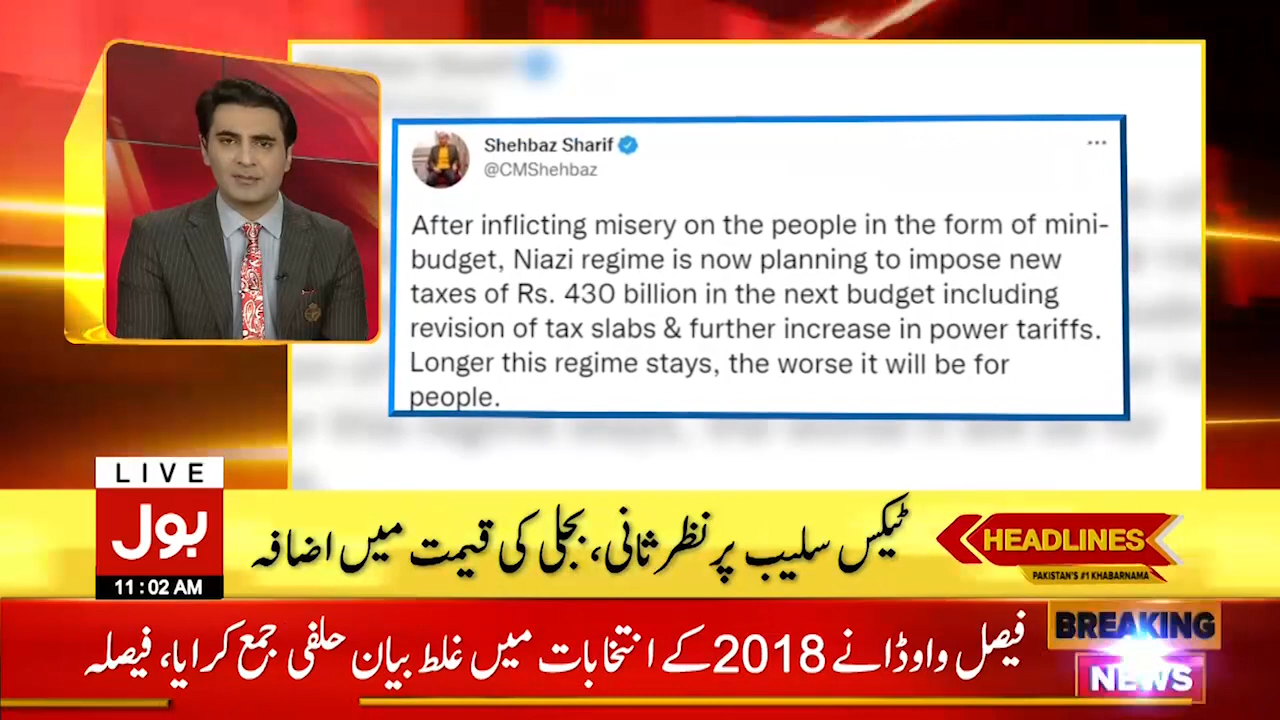 Shehbaz Sharif
@CMShehbaz
After inflicting misery on the people in the form of mini-
budget, Niazi regime is now planning to impose new
taxes of Rs. 430 billion in the next budget including
revision of tax slabs & further increase in power tariffs.
Longer this regime stays, the worse it will be for
people.
LIVE
بول
11:02 AM
ٹیکس سلیب پر نظر ثانی، بجلی کی قیمت میں اضافہ
HEADLINES
PAKISTAN'S #1 KHABARNAMA
فیصل واوڈا نے 2018 کے انتخابات میں غلط بیان حلفی جمع کرایا، فیصلہ
BREAKING
NEWS